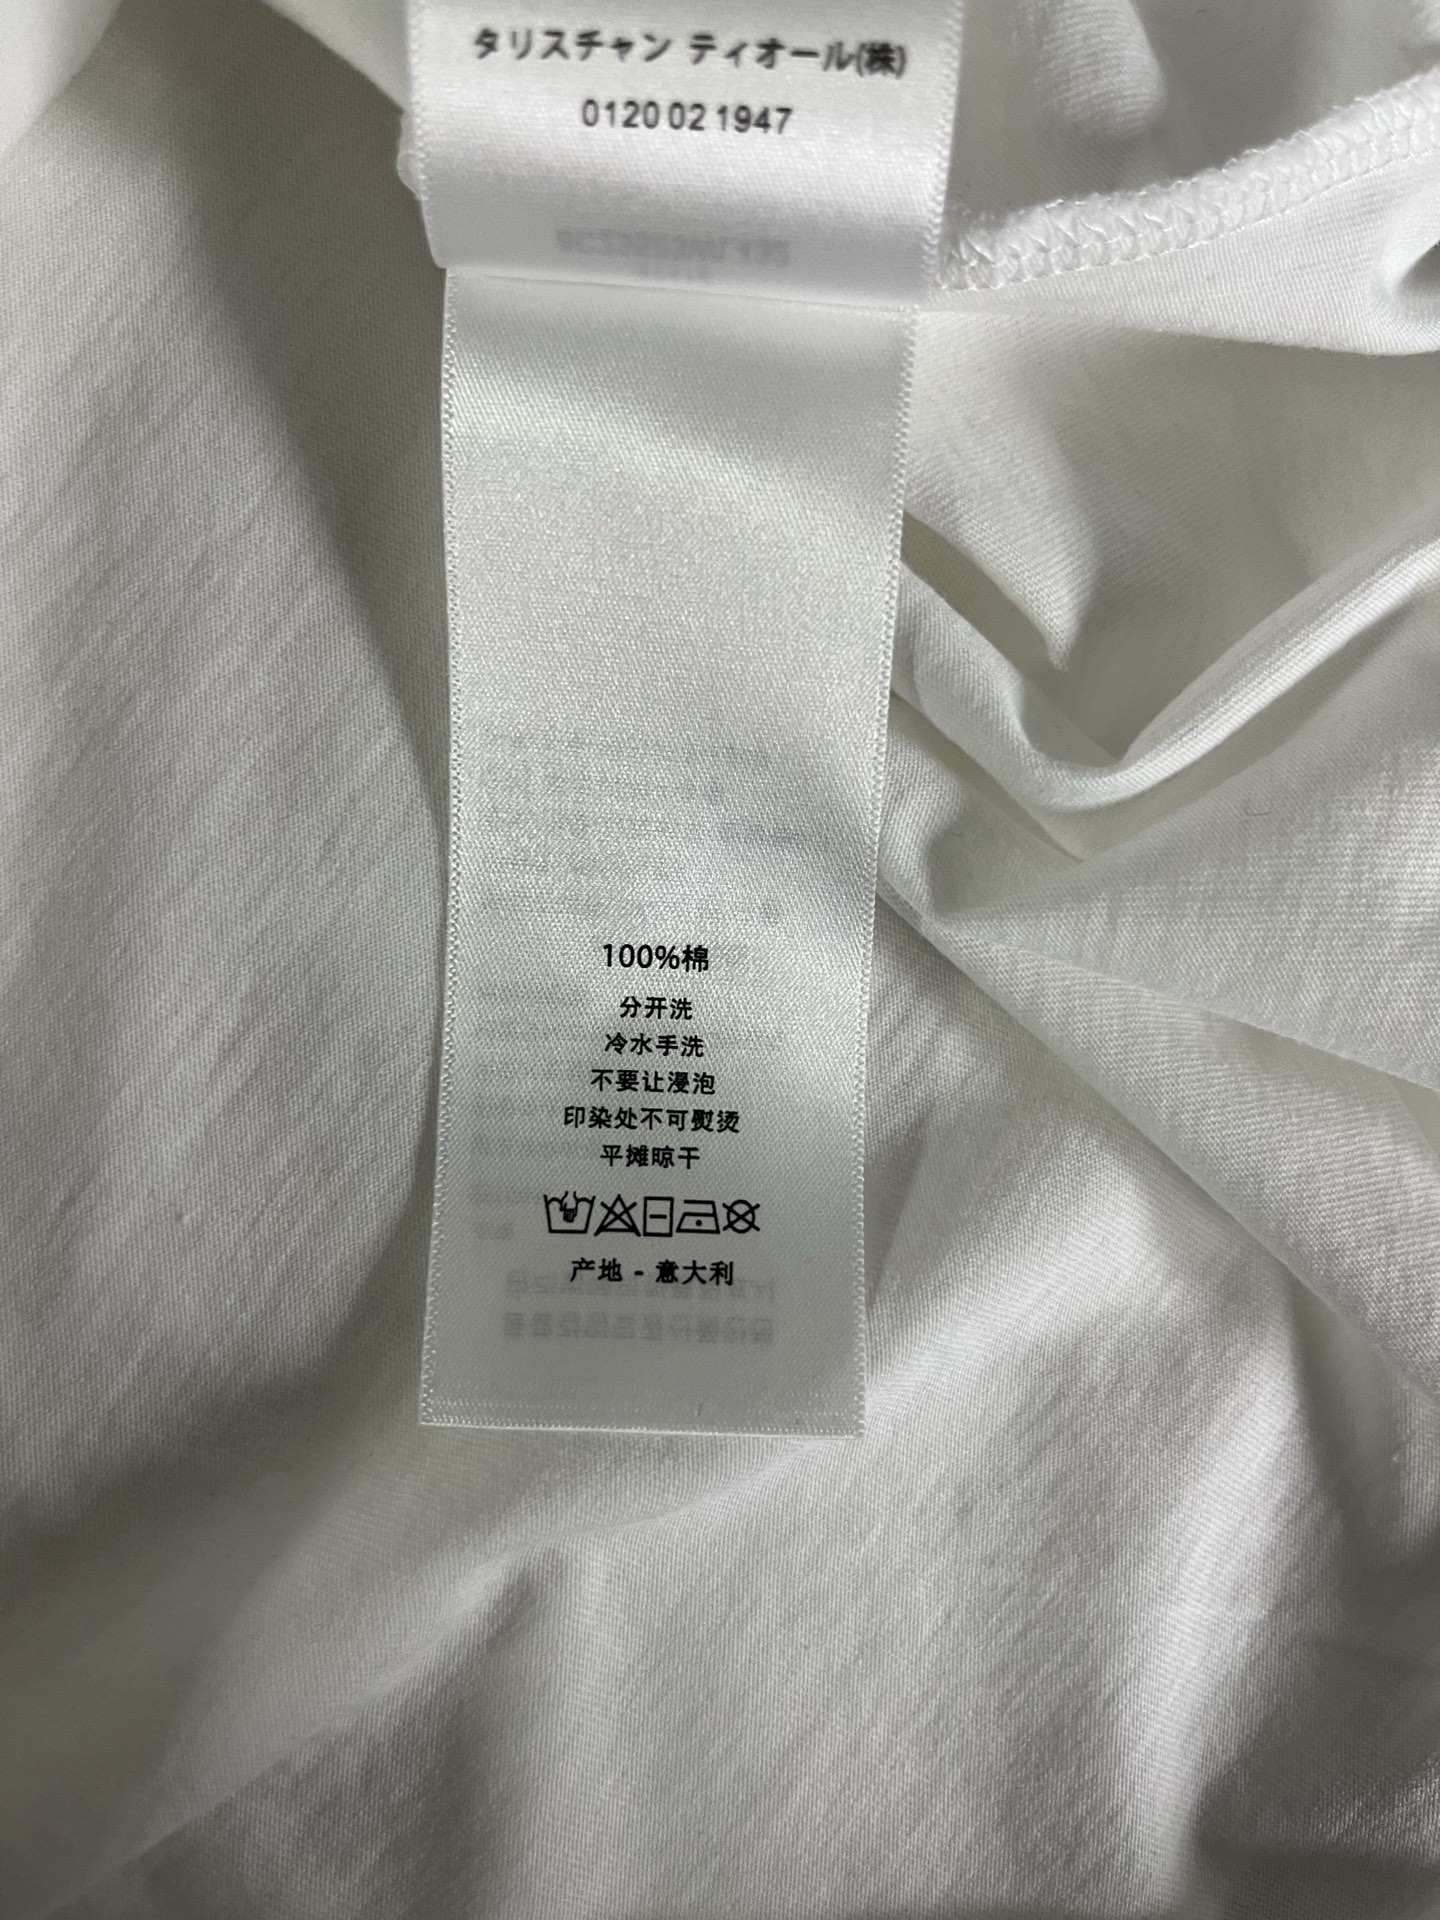 タリスチャン ティオール(株)
0120 02 1947
100%棉
分开洗
冷水手洗
不要让浸泡
印染处不可熨烫
平摊晾干
产地 - 意大利